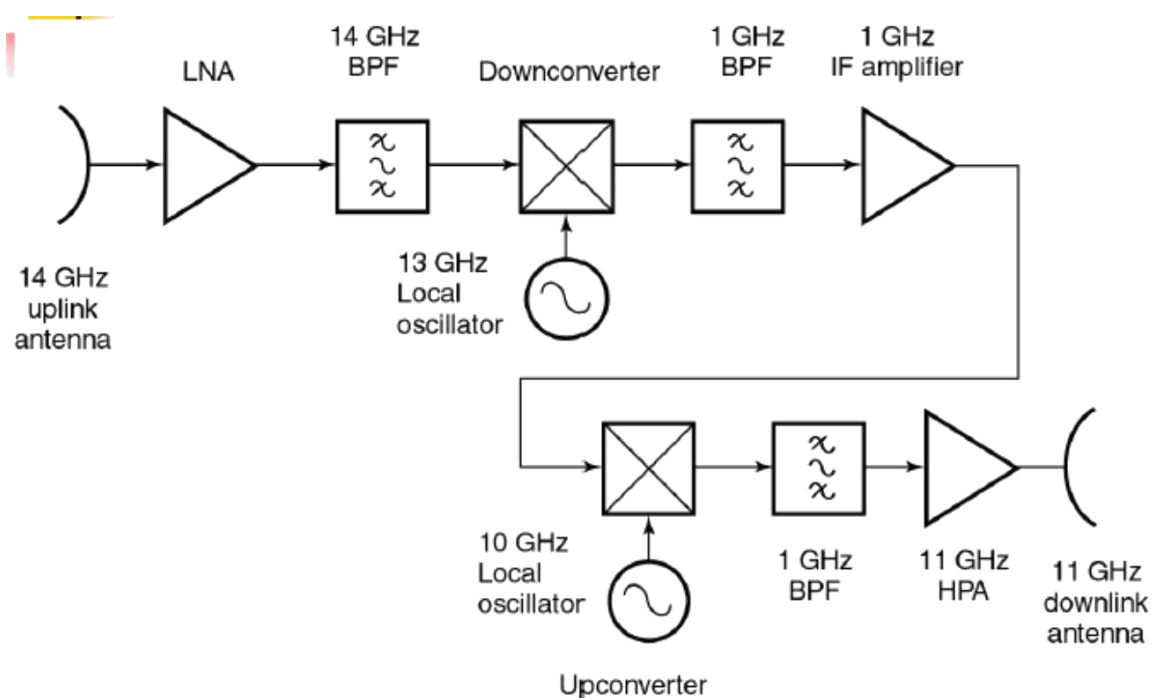 14 GHz
BPF
1 GHz
BPF
1 GHz
IF amplifier
LNA
Downconverter
14 GHz
uplink
antenna
13 GHz
Local
oscillator
10 GHz
Local
oscillator
1 GHz
BPF
11 GHz
HPA
11 GHz
downlink
antenna
Upconverter